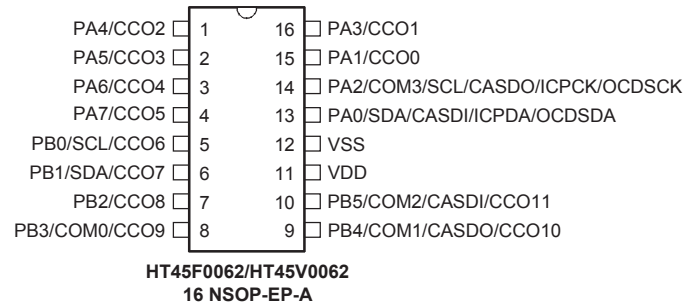 PA4/CCO2 1 16 PA3/CCO1
PA5/CCO3 2 15 PA1/CCO0
PA6/CCO4 3 14 PA2/COM3/SCL/CASDO/ICPCK/OCDSCK
PA7/CCO5 4 13 PA0/SDA/CASDI/ICPDA/OCDSDA
PB0/SCL/CCO6 5 12 VSS
PB1/SDA/CCO7 6 11 VDD
PB2/CCO8 7 10 PB5/COM2/CASDI/CCO11
PB3/COM0/CCO9 8 9 PB4/COM1/CASDO/CCO10
HT45F0062/HT45V0062
16 NSOP-EP-A